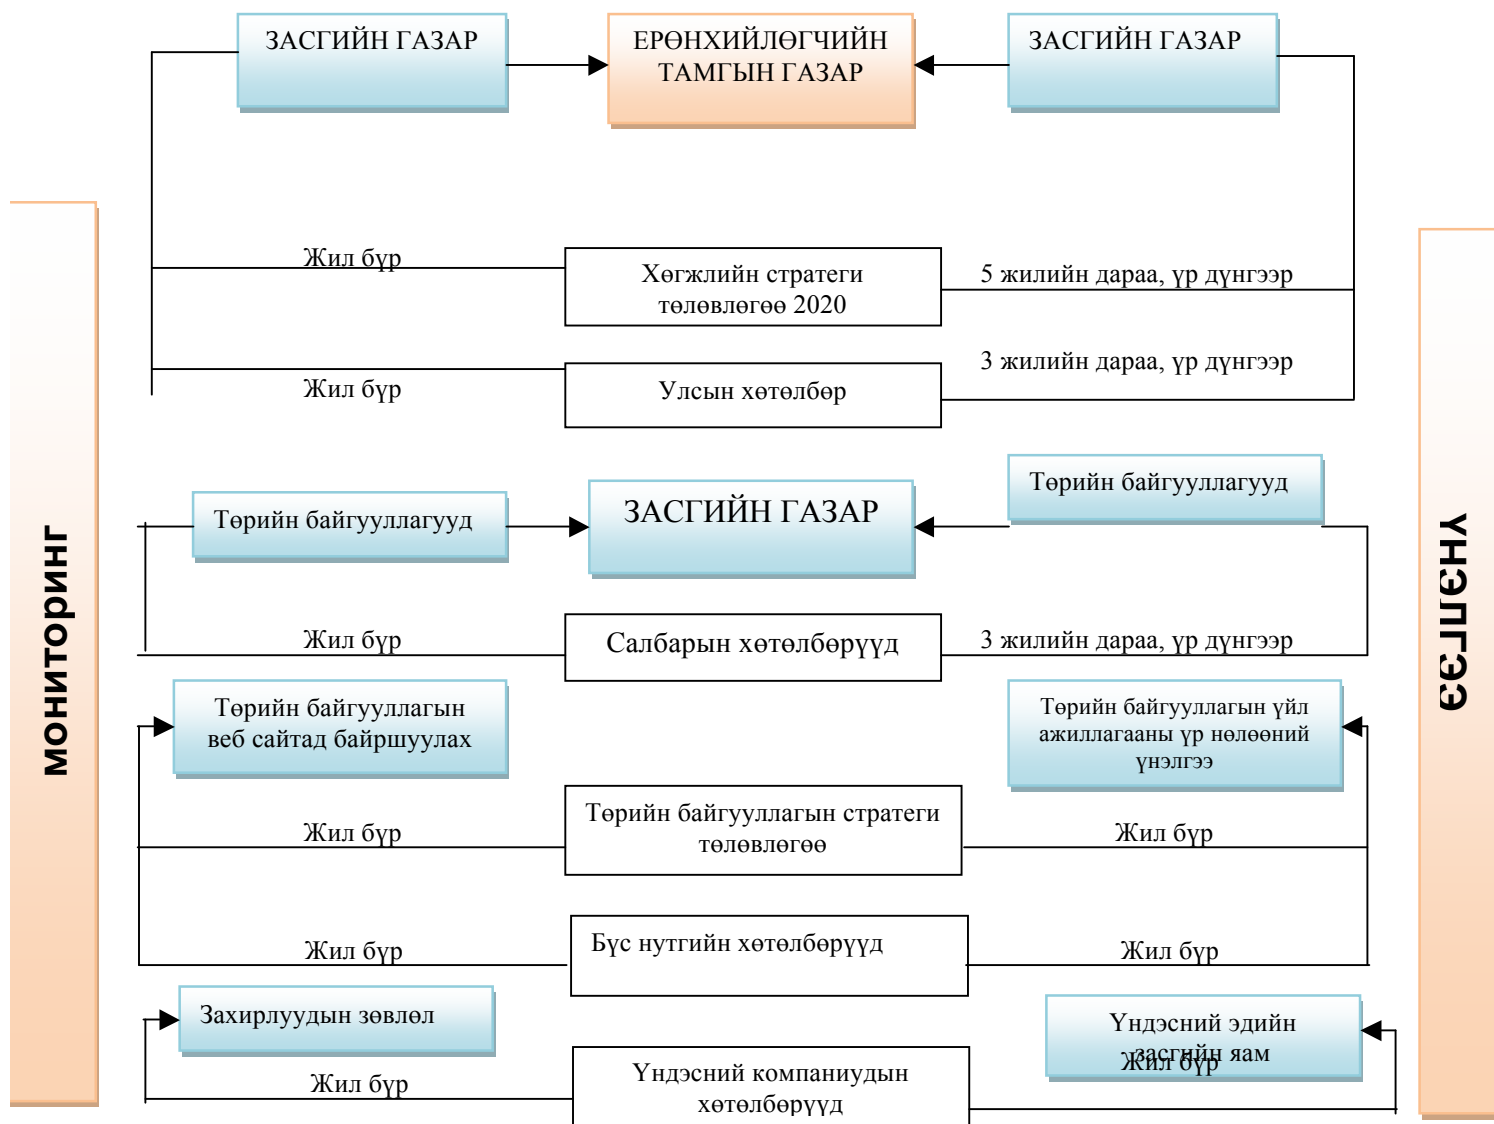 ЗАСГИЙН ГАЗАР
ЕРӨНХИЙЛӨГЧИЙН
ТАМГЫН ГАЗАР
ЗАСГИЙН ГАЗАР
Жил бүр
Хөгжлийн стратеги
төлөвлөгөө 2020
5 жилийн дараа, үр дүнгээр
Жил бүр
Улсын хөтөлбөр
3 жилийн дараа, үр дүнгээр
мониторинг
Төрийн байгууллагууд
ЗАСГИЙН ГАЗАР
Төрийн байгууллагууд
үнэлгээ
Жил бүр
Салбарын хөтөлбөрүүд
3 жилийн дараа, үр дүнгээр
Төрийн байгууллагын
веб сайтад байршуулах
Төрийн байгууллагын үйл
ажиллагааны үр нөлөөний
үнэлгээ
Жил бүр
Төрийн байгууллагын стратеги
төлөвлөгөө
Жил бүр
Жил бүр
Бүс нутгийн хөтөлбөрүүд
Жил бүр
Захирлуудын зөвлөл
Үндэсний эдийн
засгийн яам
Жил бүр
Жил бүр
Үндэсний компаниудын
хөтөлбөрүүд